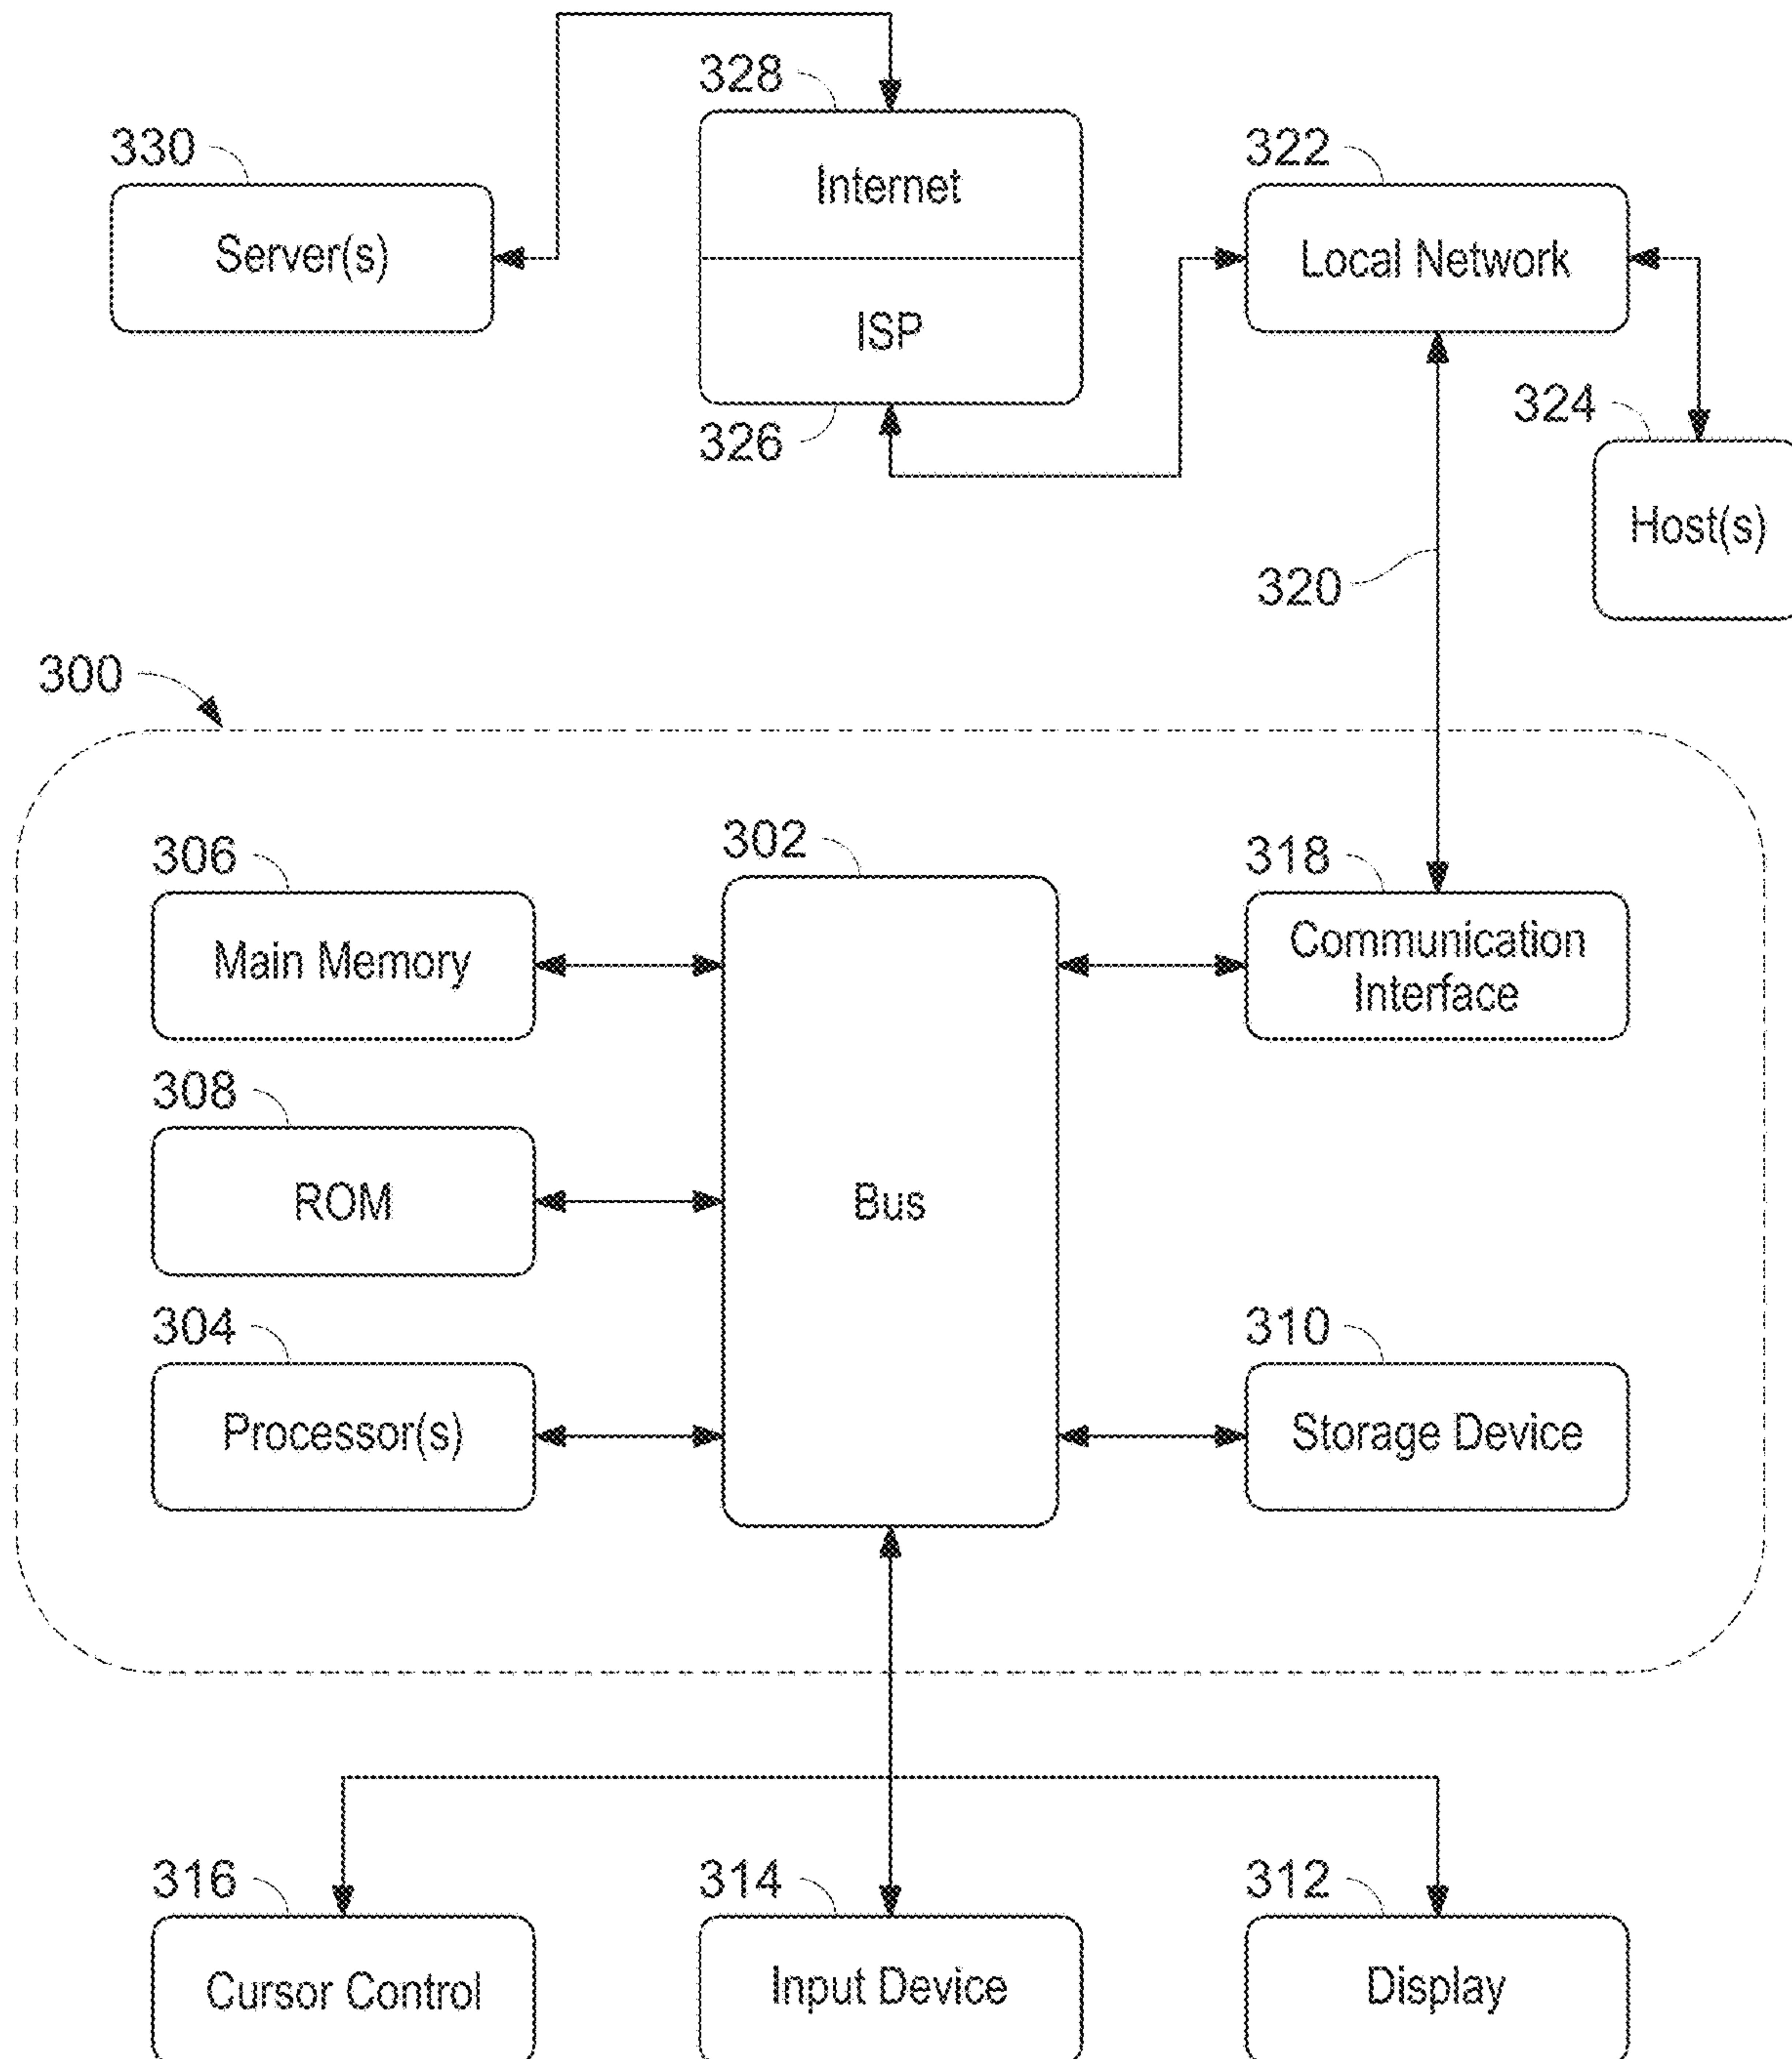 328
330
322
Internet
Server(s)
Local Network
ISP
324
326
Host(s)
320
300
302
306
318
Main Memory
Communication
Interface
308
ROM
Bus
304
310
Processor(s)
Storage Device
316
314
312
Cursor Control
Input Device
Display